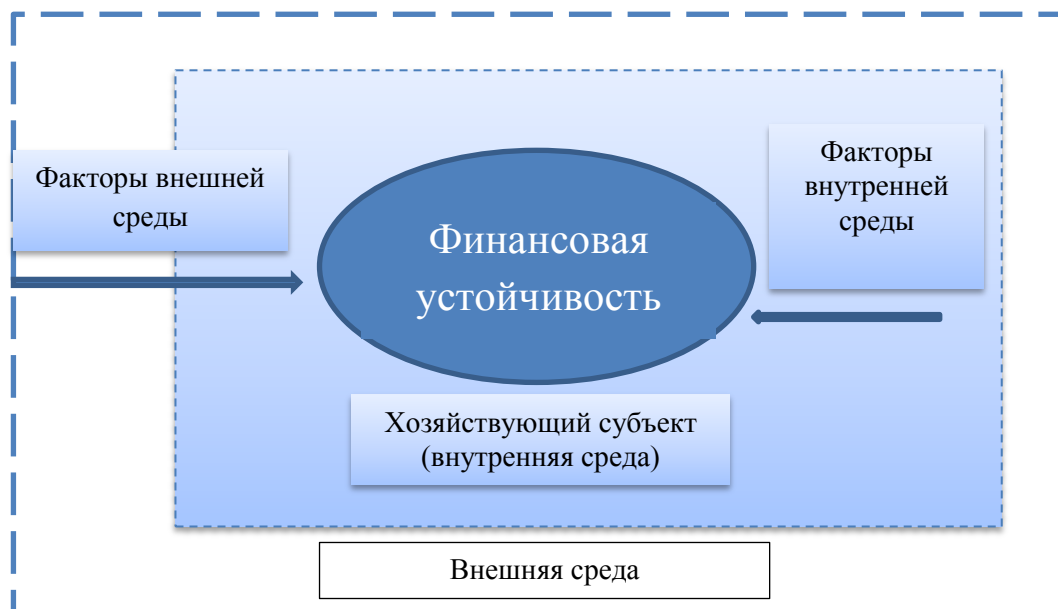 Факторы внешней
среды
Финансовая
устойчивость
Факторы
внутренней
среды
Хозяйствующий субъект
(внутренняя среда)
Внешняя среда